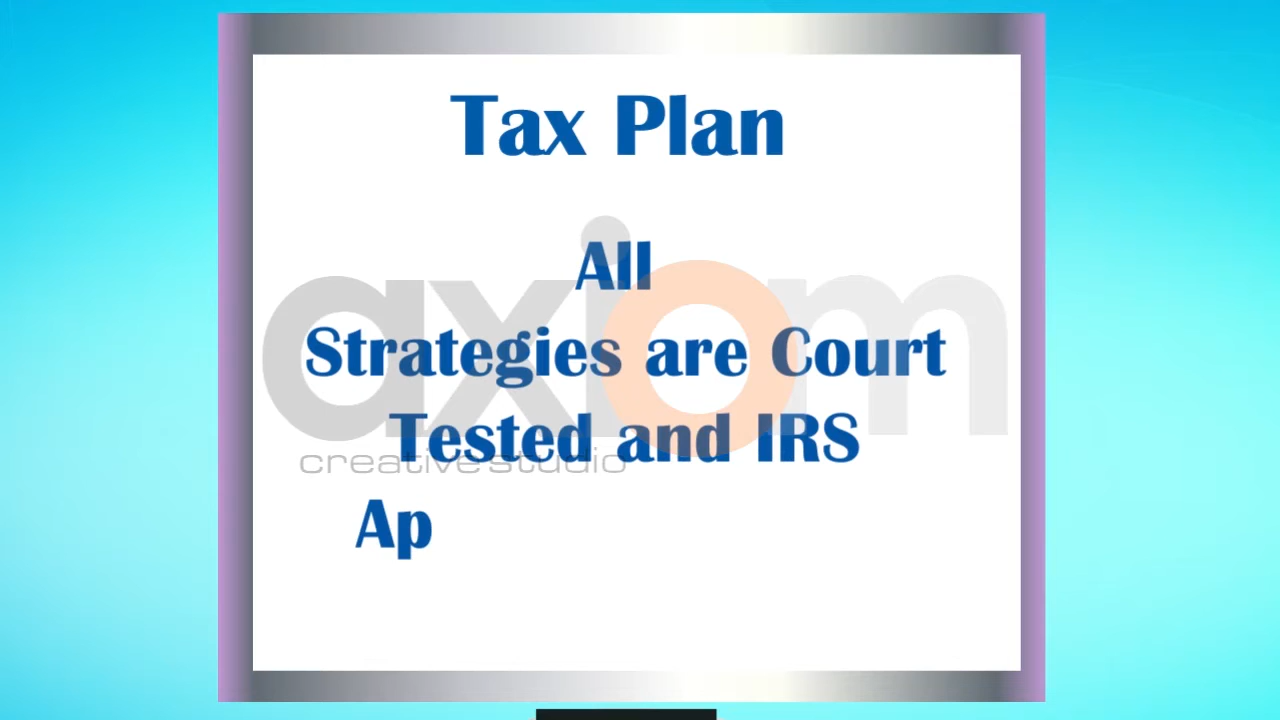 Tax Plan
All
Strategies are Court
Tested and IRS
Ap
axiom
creative studio